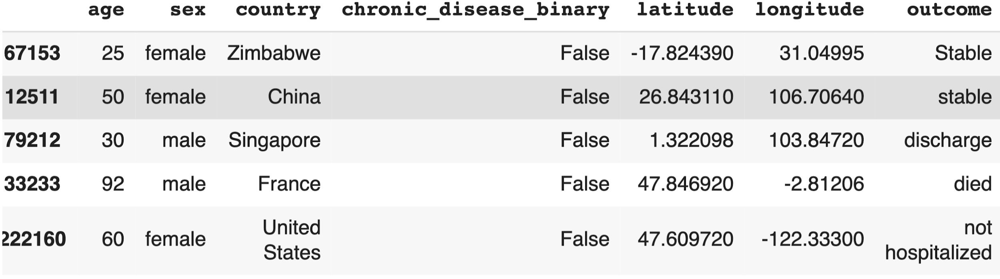 age sex country chronic_disease_binary latitude longitude outcome
67153 25 female Zimbabwe False -17.824390 31.04995 Stable
12511 50 female China False 26.843110 106.70640 stable
79212 30 male Singapore False 1.322098 103.84720 discharge
33233 92 male France False 47.846920 -2.81206 died
222160 60 female United States False 47.609720 -122.33300 not hospitalized